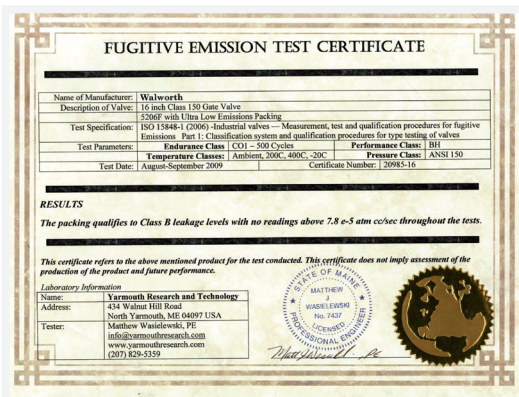 FUGITIVE EMISSION TEST CERTIFICATE
Name of Manufacturer: Walworth
Description of Valve: 16 inch Class 150 Gate Valve
5206F with Ultra Low Emissions Packing
Test Specification: ISO 15848-1 (2006) -Industrial valves — Measurement, test and qualification procedures for fugitive
Emissions Part 1: Classification system and qualification procedures for type testing of valves
Test Parameters: Endurance Class CO1 – 500 Cycles Performance Class: BH
Temperature Classes: Ambient, 200C, 400C, -20C Pressure Class: ANSI 150
Test Date: August-September 2009 Certificate Number: 20985-16
RESULTS
The packing qualifies to Class B leakage levels with no readings above 7.8 e-5 atm cc/sec throughout the tests.
This certificate refers to the above mentioned product for the test conducted. This certificate does not imply assessment of the
production of the product and future performance.
Laboratory Information
Name: Yarmouth Research and Technology
Address: 434 Walnut Hill Road
North Yarmouth, ME 04097 USA
Tester: Matthew Wasielewski, PE
info@yarmouthresearch.com
www.yarmouthresearch.com
(207) 829-5359
STATE OF MAINE
MATTHEW
J
WASIELEWSKI
No. 7437
LICENSED
PROFESSIONAL ENGINEER